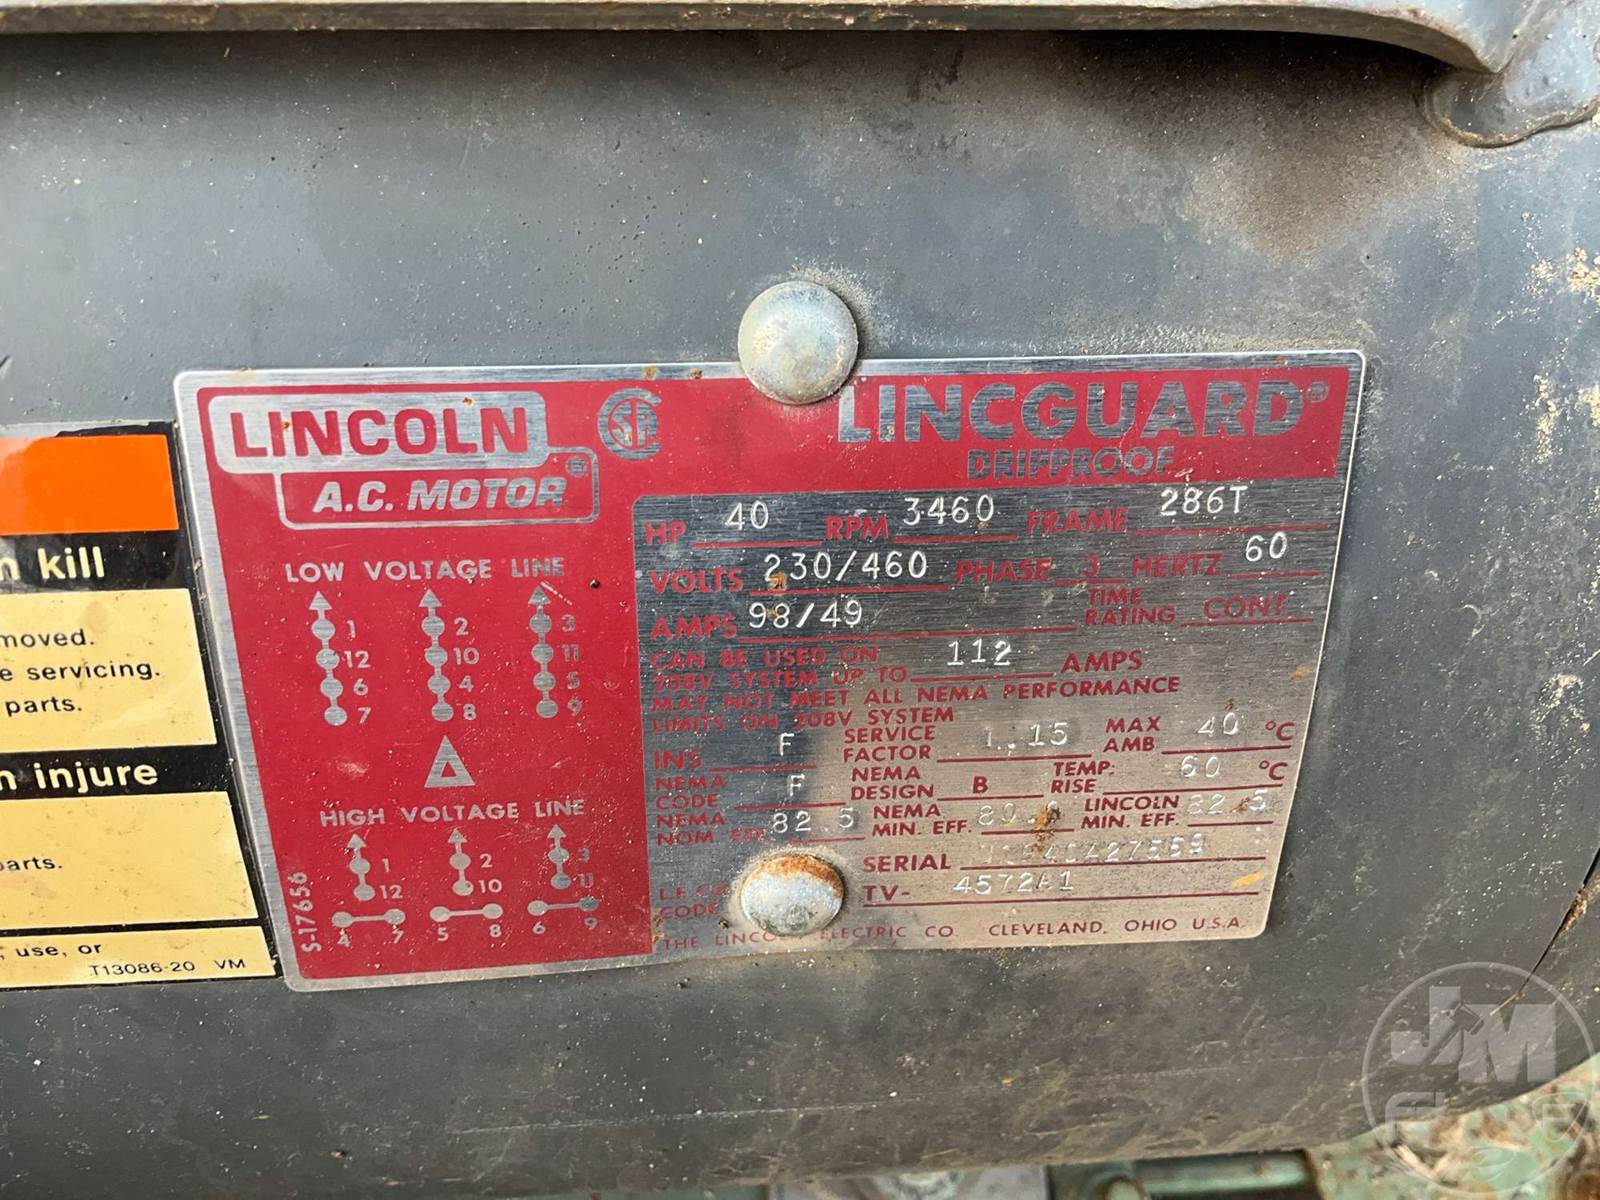 LINCOLN
A.C. MOTOR
LINCGUARD®
DRIPPROOF
HP 40 RPM 3460 FRAME 286T
VOLTS 230/460 PHASE 3 HERTZ 60
AMPS 98/49 TIME RATING CONT.
CAN BE USED ON
208V SYSTEM UP TO 112 AMPS
MAY NOT MEET ALL NEMA PERFORMANCE
LIMITS ON 208V SYSTEM
INS F SERVICE FACTOR 1.15 MAX AMB 40 °C
NEMA CODE F NEMA DESIGN B TEMP. RISE 60 °C
NEMA NOM EFF. 82.5 NEMA MIN. EFF. LINCOLN MIN. EFF. 82.5
SERIAL
CODE TV- 4572A1
THE LINCOLN ELECTRIC CO. CLEVELAND, OHIO U.S.A.
LOW VOLTAGE LINE
1 2 3
12 10 11
6 4 5
7 8 9
HIGH VOLTAGE LINE
1 2 3
12 10 11
4 7 5 8 6 9
S-17656
kill
moved.
e servicing.
parts.
injure
parts.
use, or
T13086-20 VM
JM